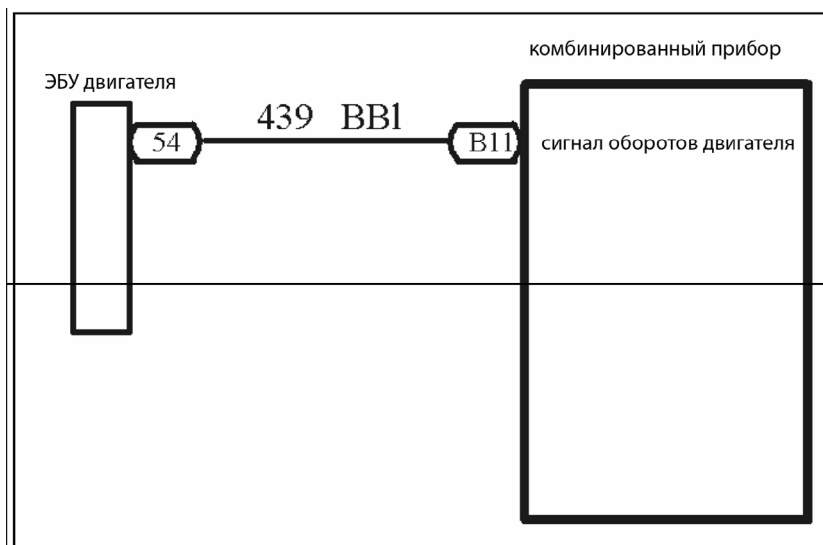 комбинированный прибор
ЭБУ двигателя
439 BB1
54
B11
сигнал оборотов двигателя